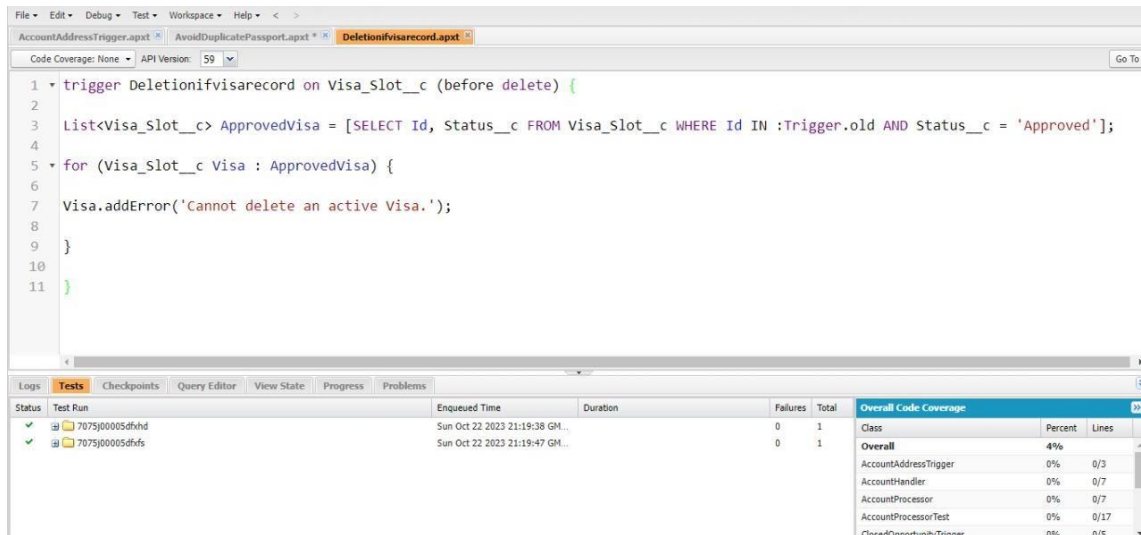 File Edit Debug Test Workspace Help < >
AccountAddressTrigger.apxt AvoidDuplicatePassport.apxt * Deletionifvisarecord.apxt
Code Coverage: None API Version: 59 Go To
1 trigger Deletionifvisarecord on Visa_Slot__c (before delete) {
2
3 List<Visa_Slot__c> ApprovedVisa = [SELECT Id, Status__c FROM Visa_Slot__c WHERE Id IN :Trigger.old AND Status__c = 'Approved'];
4
5 for (Visa_Slot__c Visa : ApprovedVisa) {
6
7 Visa.addError('Cannot delete an active Visa.');
8
9 }
10
11 }
Logs Tests Checkpoints Query Editor View State Progress Problems
Status Test Run Enqueued Time Duration Failures Total Overall Code Coverage
7075j00005dfxhd Sun Oct 22 2023 21:19:38 GM... 0 1 Class Percent Lines
7075j00005dfxfs Sun Oct 22 2023 21:19:47 GM... 0 1 Overall 4%
AccountAddressTrigger 0% 0/3
AccountHandler 0% 0/7
AccountProcessor 0% 0/7
AccountProcessorTest 0% 0/17
ClosedOpportunityTrigger 0% 0/5